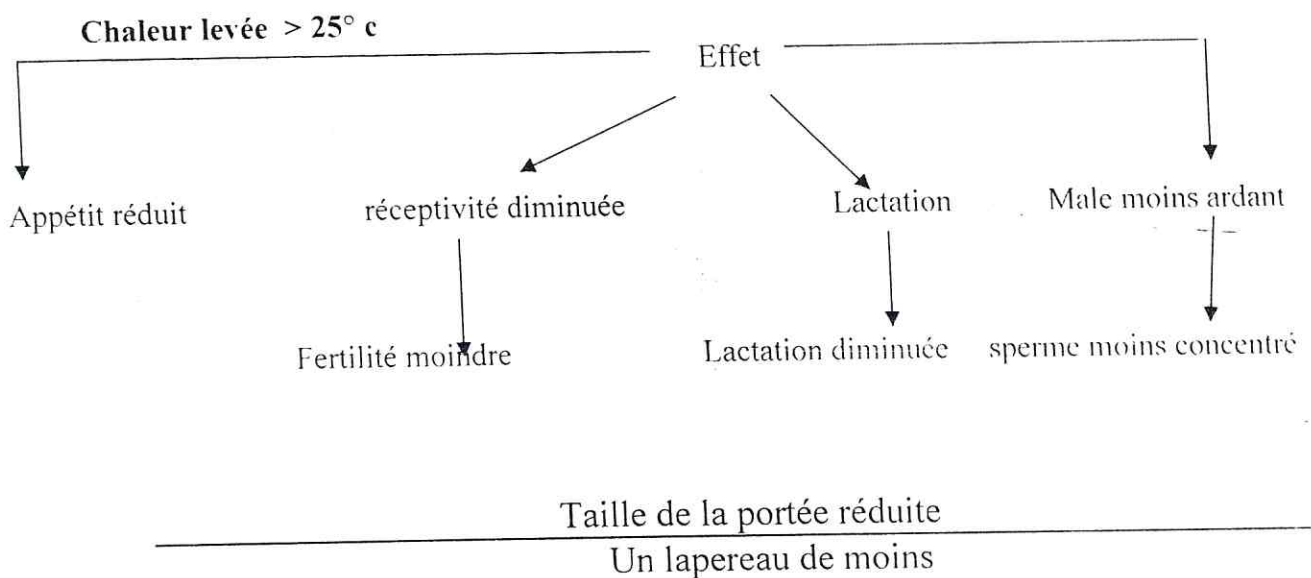 Chaleur levée > 25° c
Effet
Appétit réduit
réceptivité diminuée
Lactation
Male moins ardant
Fertilité moindre
Lactation diminuée
sperme moins concentré
Taille de la portée réduite
Un lapereau de moins